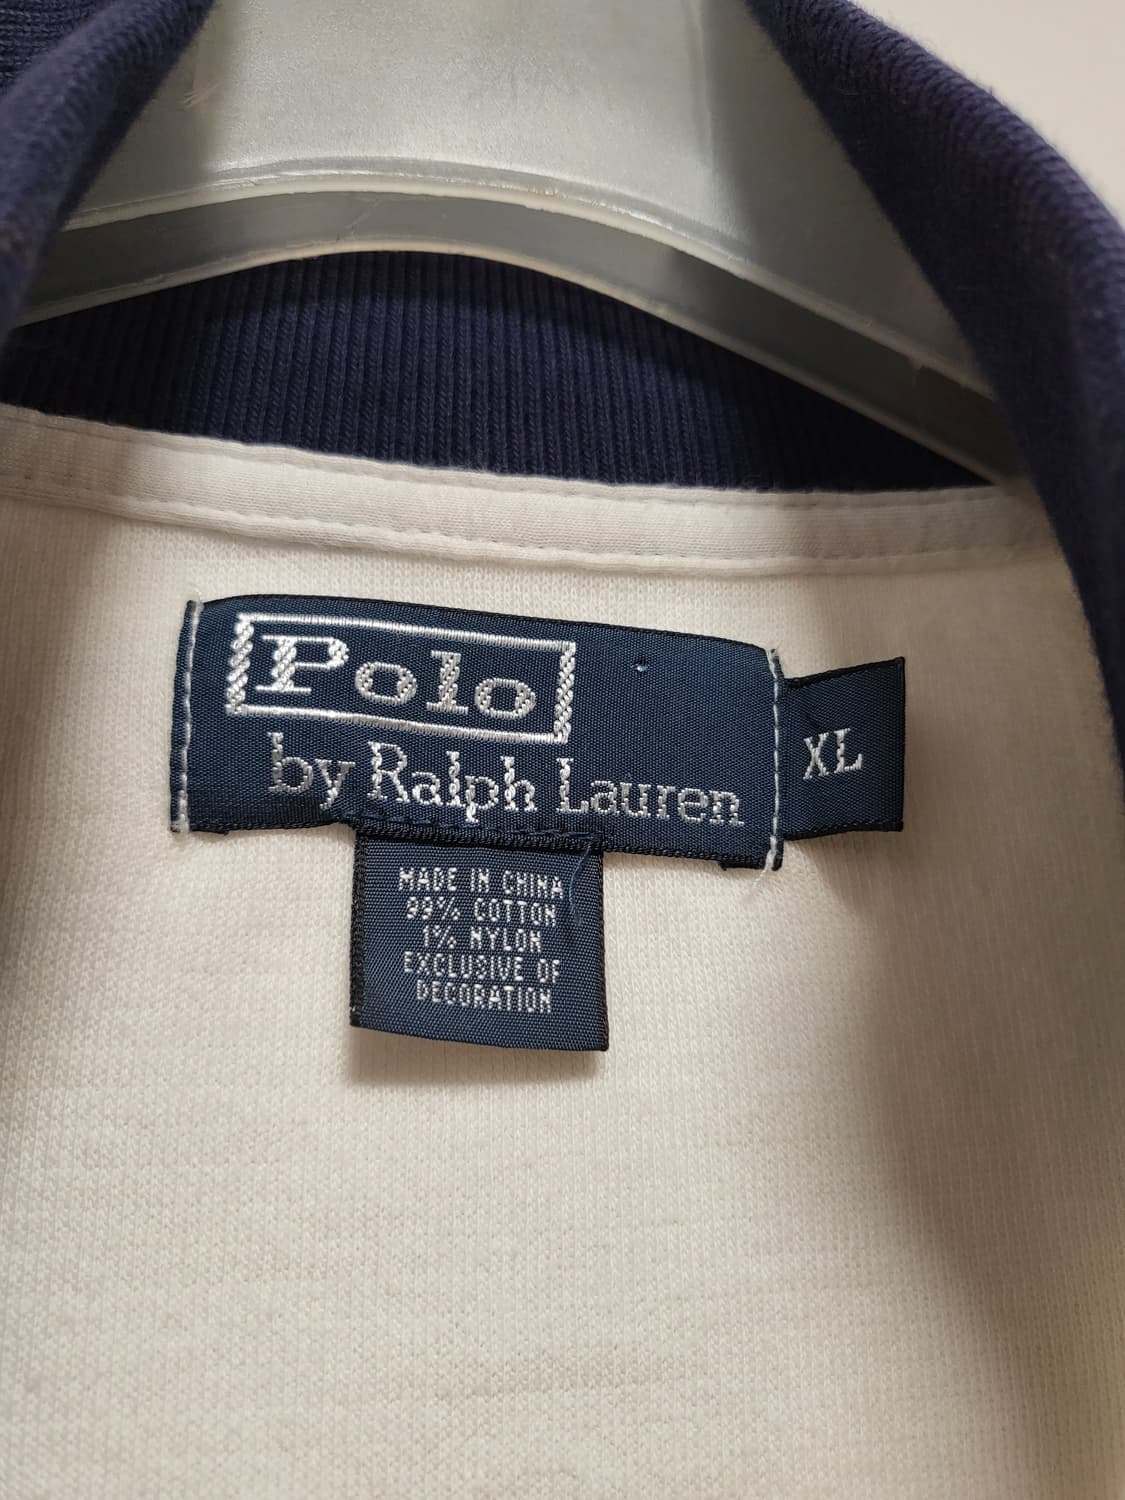 Polo
by Ralph Lauren
XL
MADE IN CHINA
99% COTTON
1% NYLON
EXCLUSIVE OF
DECORATION